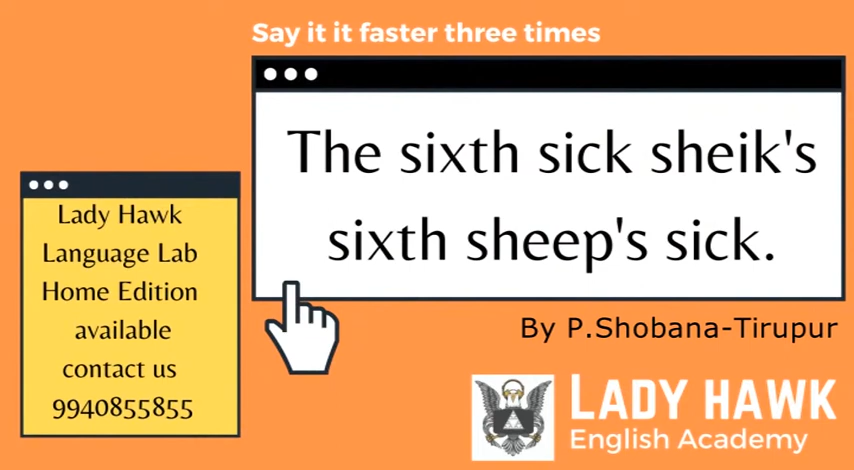 Say it it faster three times
The sixth sick sheik's
sixth sheep's sick.
Lady Hawk
Language Lab
Home Edition
available
contact us
9940855855
By P.Shobana-Tirupur
LADY HAWK
English Academy